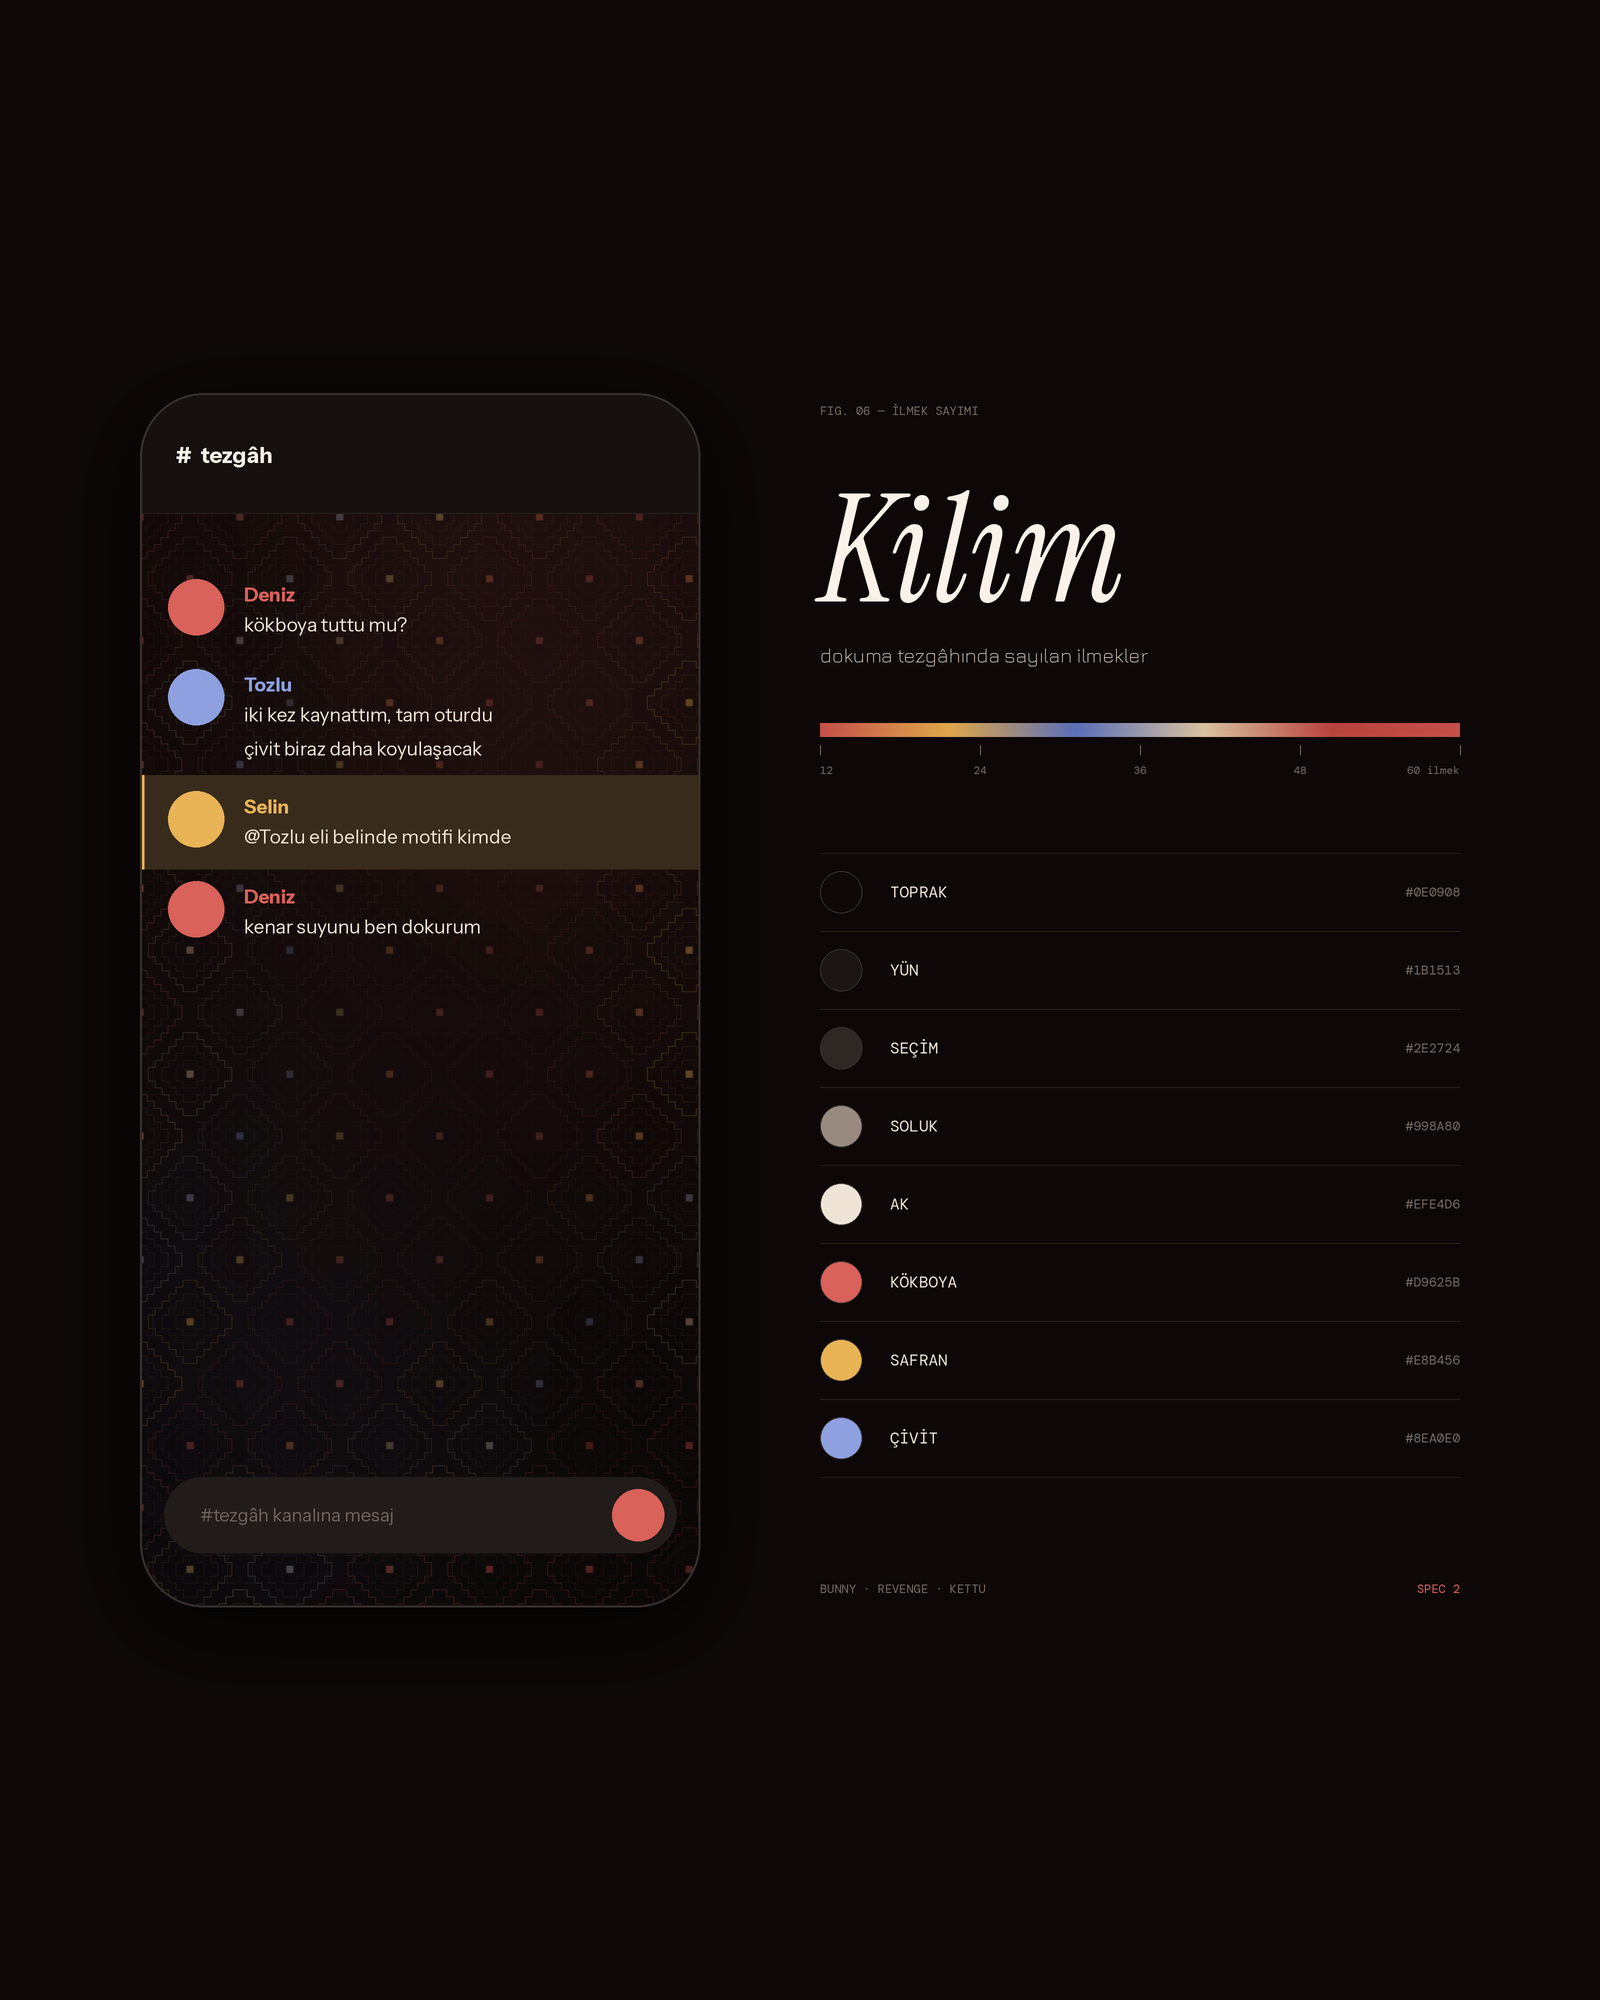 # tezgâh
Deniz
kökboya tuttu mu?
Tozlu
iki kez kaynattım, tam oturdu
çivit biraz daha koyulaşacak
Selin
@Tozlu eli belinde motifi kimde
Deniz
kenar suyunu ben dokurum
#tezgâh kanalına mesaj
FIG. 06 — İLMEK SAYIMI
Kilim
dokuma tezgâhında sayılan ilmekler
12 24 36 48 60 ilmek
TOPRAK #0E0908
YÜN #1B1513
SEÇİM #2E2724
SOLUK #998A80
AK #EFE4D6
KÖKBOYA #D9625B
SAFRAN #E8B456
ÇİVİT #8EA0E0
BUNNY · REVENGE · KETTU SPEC 2